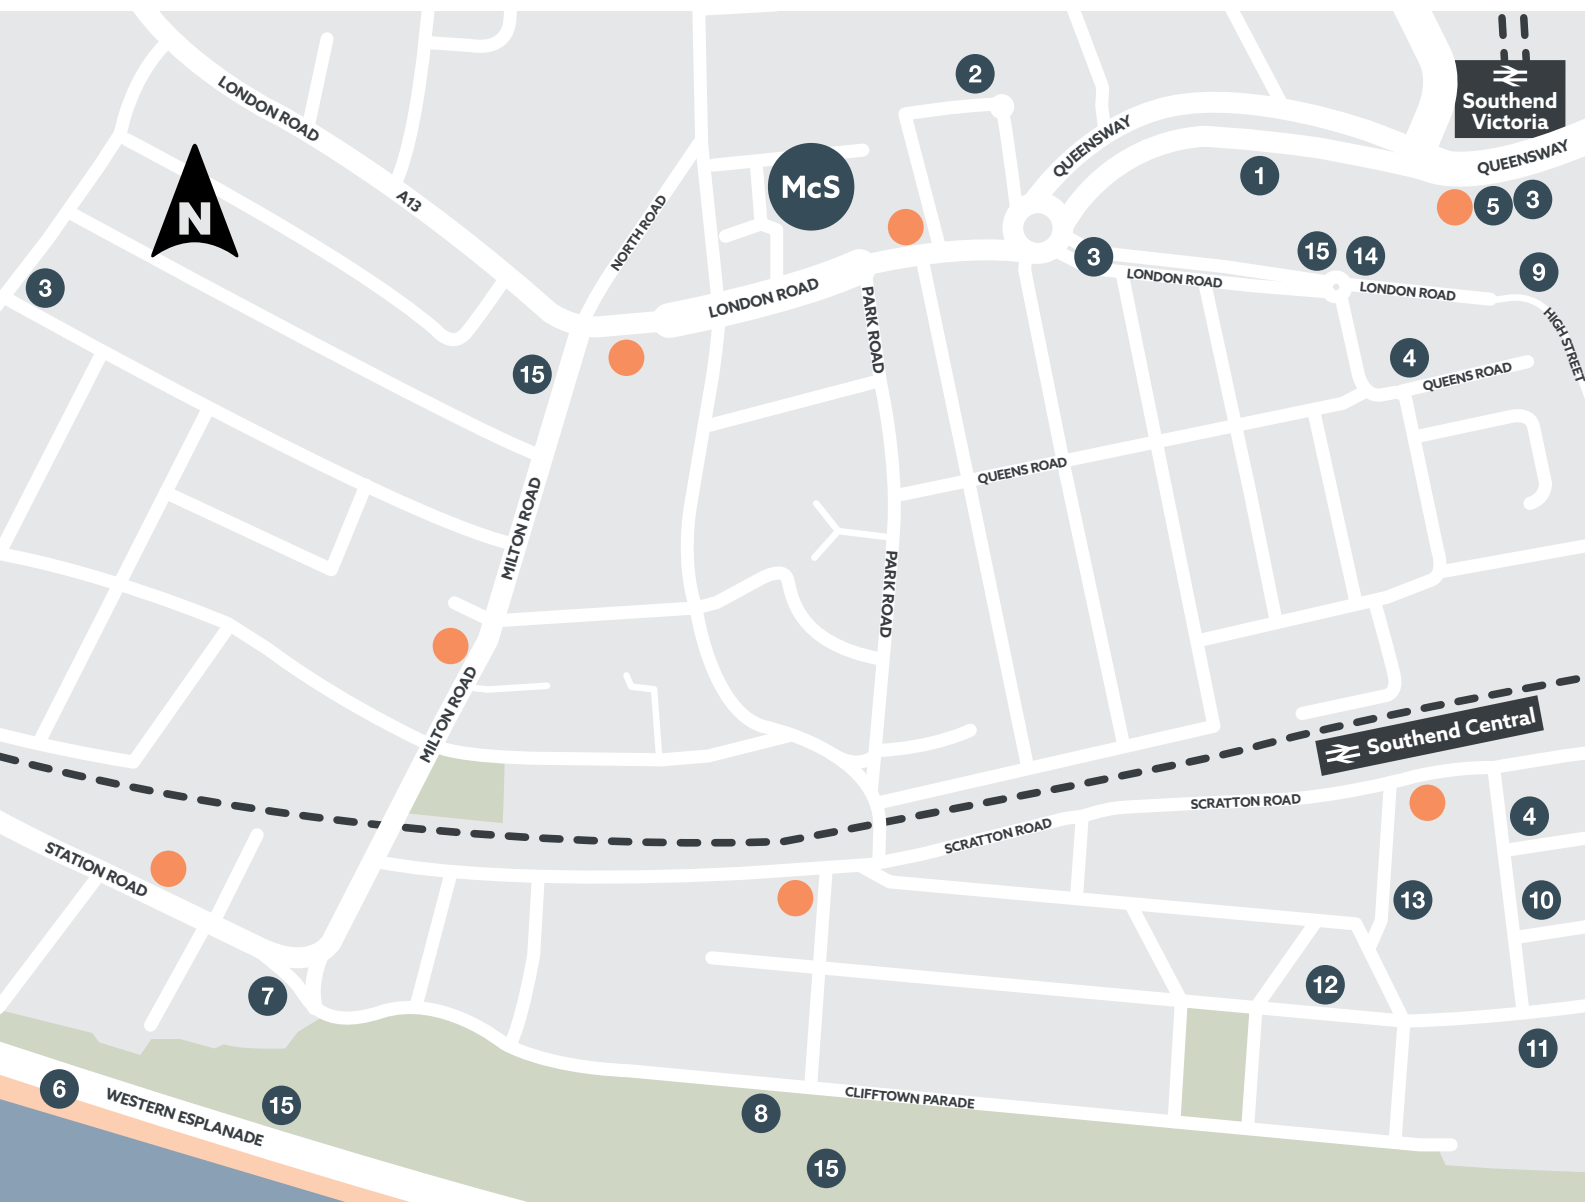 2
Southend
Victoria
LONDON ROAD
QUEENSWAY
QUEENSWAY
1
McS
A13
N
NORTH ROAD
5
3
3
15
14
9
3
LONDON ROAD
LONDON ROAD
LONDON ROAD
PARK ROAD
HIGH STREET
15
4
QUEENS ROAD
QUEENS ROAD
MILTON ROAD
PARK ROAD
MILTON ROAD
Southend Central
SCRATTON ROAD
SCRATTON ROAD
4
STATION ROAD
13
10
7
12
11
6
WESTERN ESPLANADE
15
8
CLIFFTOWN PARADE
15